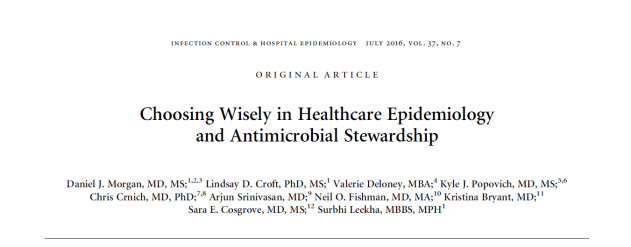 INFECTION CONTROL & HOSPITAL EPIDEMIOLOGY JULY 2016, VOL. 37, NO. 7
ORIGINAL ARTICLE
Choosing Wisely in Healthcare Epidemiology
and Antimicrobial Stewardship
Daniel J. Morgan, MD, MS;1,2,3 Lindsay D. Croft, PhD, MS;1 Valerie Deloney, MBA;4 Kyle J. Popovich, MD, MS;5,6
Chris Crnich, MD, PhD;7,8 Arjun Srinivasan, MD;9 Neil O. Fishman, MD, MA;10 Kristina Bryant, MD;11
Sara E. Cosgrove, MD, MS;12 Surbhi Leekha, MBBS, MPH1